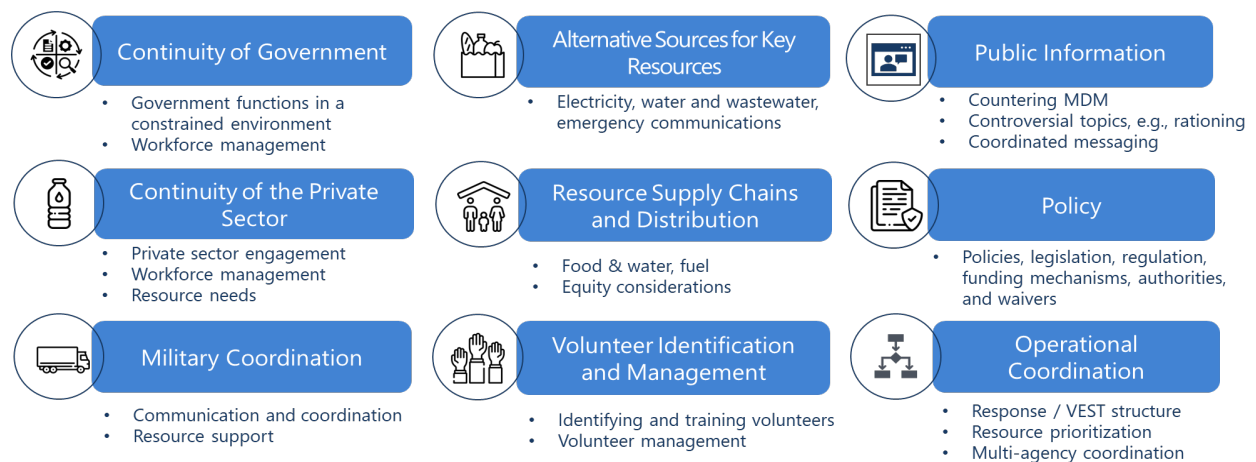 Continuity of Government
• Government functions in a
constrained environment
• Workforce management
Alternative Sources for Key
Resources
• Electricity, water and wastewater,
emergency communications
Public Information
• Countering MDM
• Controversial topics, e.g., rationing
• Coordinated messaging
Continuity of the Private
Sector
• Private sector engagement
• Workforce management
• Resource needs
Resource Supply Chains
and Distribution
• Food & water, fuel
• Equity considerations
Policy
• Policies, legislation, regulation,
funding mechanisms, authorities,
and waivers
Military Coordination
• Communication and coordination
• Resource support
Volunteer Identification
and Management
• Identifying and training volunteers
• Volunteer management
Operational
Coordination
• Response / VEST structure
• Resource prioritization
• Multi-agency coordination